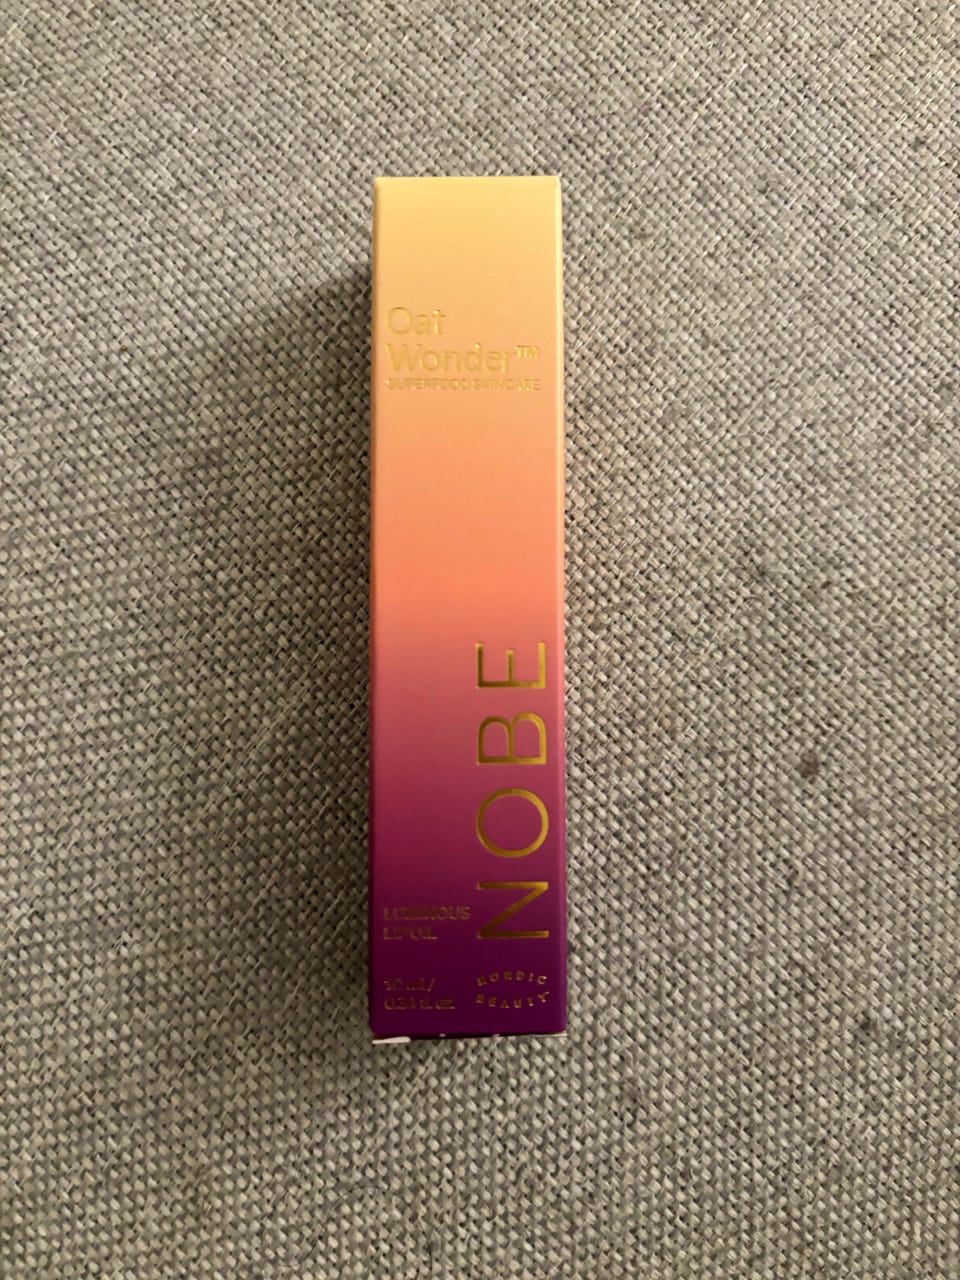 Oat
Wonder™
SUPERFOOD SKINCARE
NOBE
LUMINOUS
LIP OIL
10 ml /
0.34 fl. oz.
NORDIC
BEAUTY